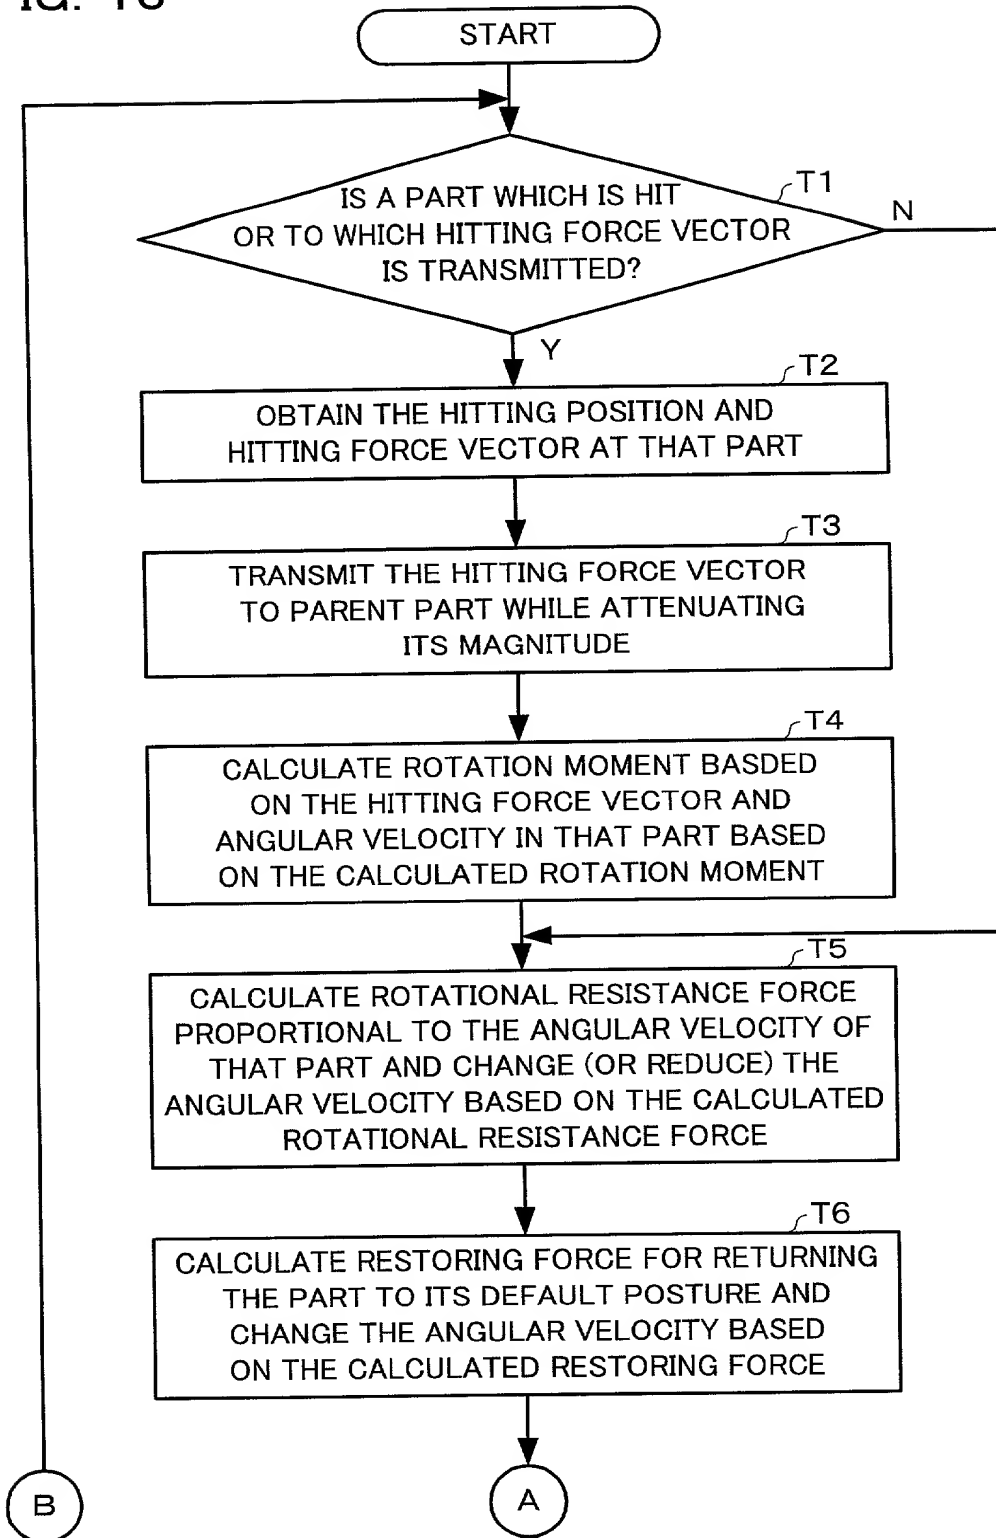 START
IS A PART WHICH IS HIT
OR TO WHICH HITTING FORCE VECTOR
IS TRANSMITTED?
T1
N
Y
T2
OBTAIN THE HITTING POSITION AND
HITTING FORCE VECTOR AT THAT PART
T3
TRANSMIT THE HITTING FORCE VECTOR
TO PARENT PART WHILE ATTENUATING
ITS MAGNITUDE
T4
CALCULATE ROTATION MOMENT BASDED
ON THE HITTING FORCE VECTOR AND
ANGULAR VELOCITY IN THAT PART BASED
ON THE CALCULATED ROTATION MOMENT
T5
CALCULATE ROTATIONAL RESISTANCE FORCE
PROPORTIONAL TO THE ANGULAR VELOCITY OF
THAT PART AND CHANGE (OR REDUCE) THE
ANGULAR VELOCITY BASED ON THE CALCULATED
ROTATIONAL RESISTANCE FORCE
T6
CALCULATE RESTORING FORCE FOR RETURNING
THE PART TO ITS DEFAULT POSTURE AND
CHANGE THE ANGULAR VELOCITY BASED
ON THE CALCULATED RESTORING FORCE
B
A